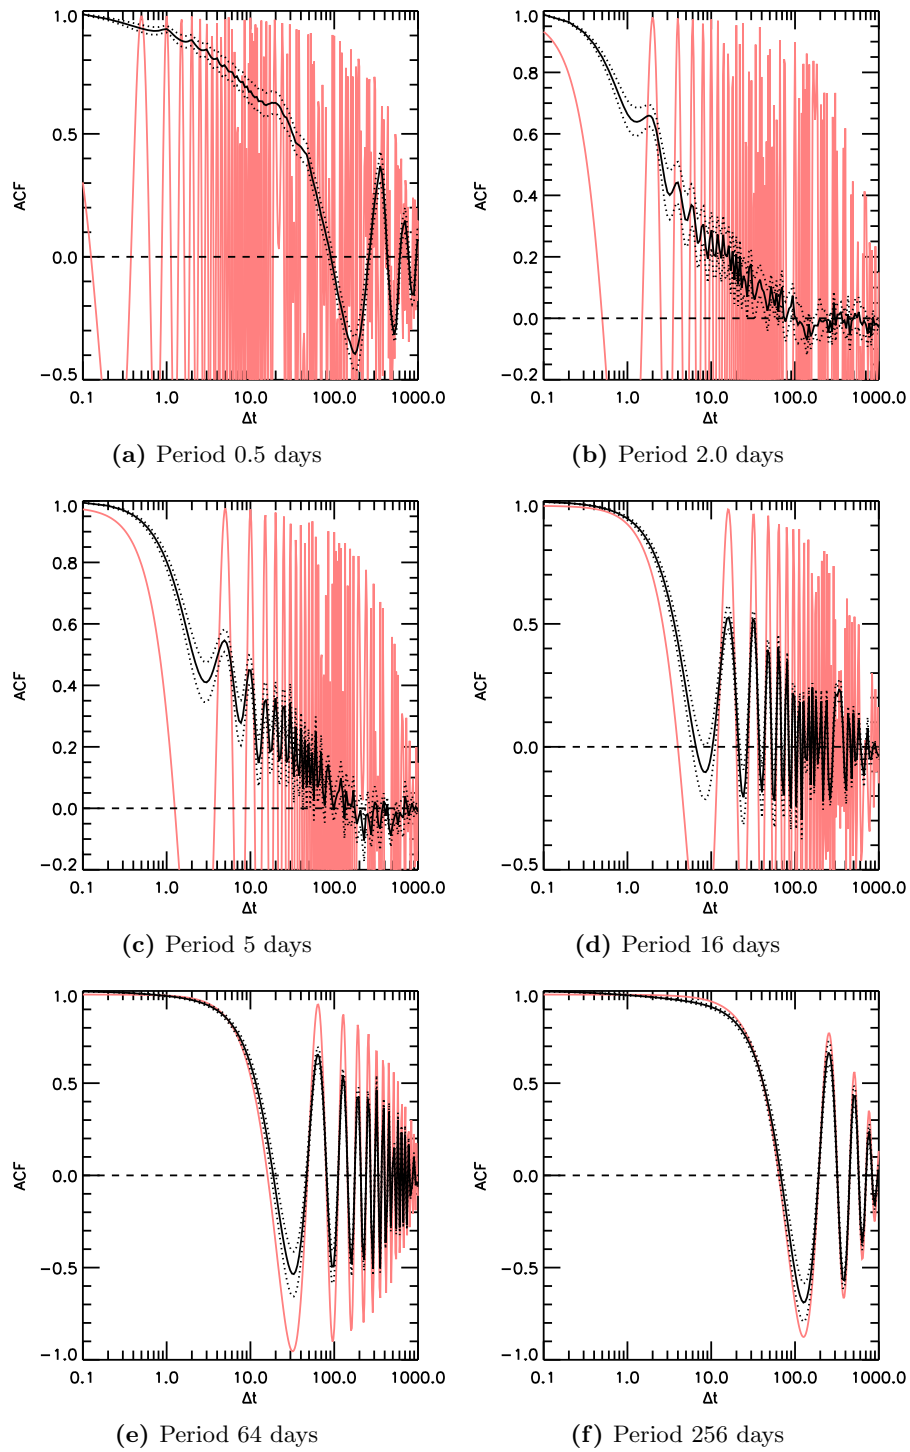 1.0
0.5
0.0
−0.5
ACF
0.1 1.0 10.0 100.0 1000.0
Δt
(a) Period 0.5 days
1.0
0.8
0.6
0.4
0.2
0.0
−0.2
ACF
0.1 1.0 10.0 100.0 1000.0
Δt
(b) Period 2.0 days
1.0
0.8
0.6
0.4
0.2
0.0
−0.2
ACF
0.1 1.0 10.0 100.0 1000.0
Δt
(c) Period 5 days
1.0
0.5
0.0
−0.5
ACF
0.1 1.0 10.0 100.0 1000.0
Δt
(d) Period 16 days
1.0
0.5
0.0
−0.5
−1.0
ACF
0.1 1.0 10.0 100.0 1000.0
Δt
(e) Period 64 days
1.0
0.5
0.0
−0.5
−1.0
ACF
0.1 1.0 10.0 100.0 1000.0
Δt
(f) Period 256 days